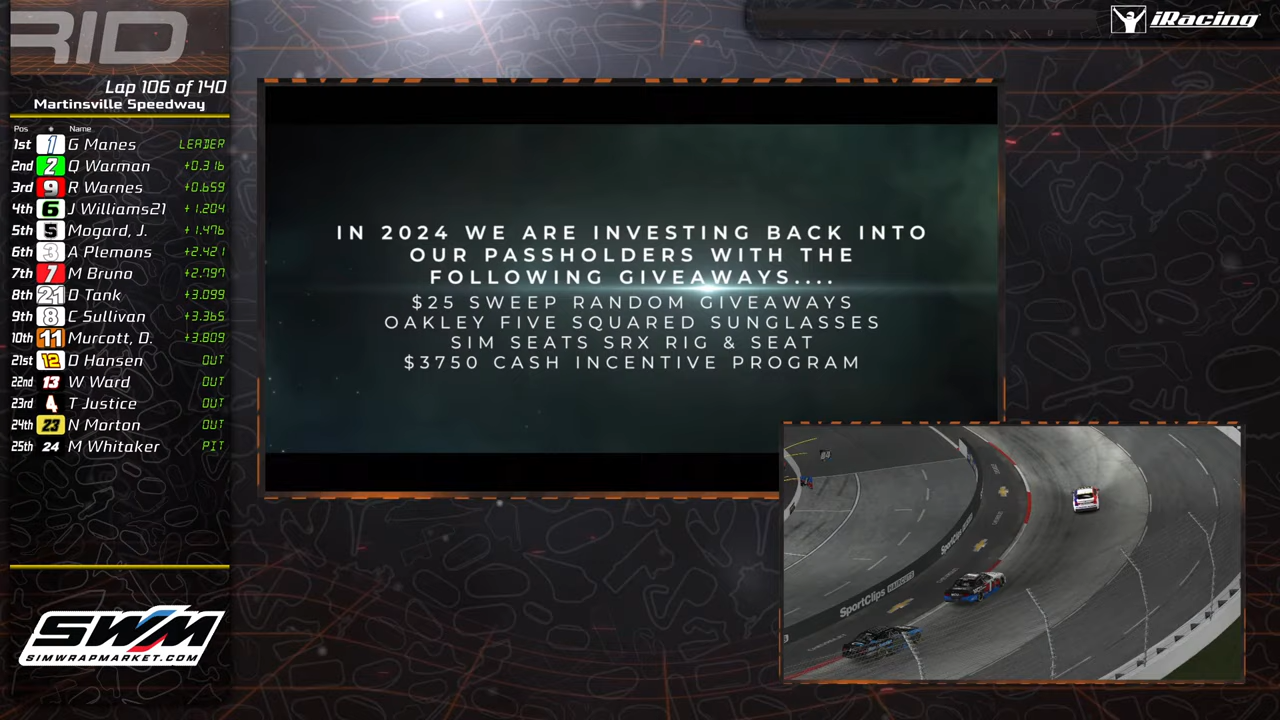 RID
iRacing
Lap 106 of 140
Martinsville Speedway
Pos Name
1st 1 G Manes LEADER
2nd 2 Q Warman +0.316
3rd 9 R Warnes +0.659
4th 6 J Williams21 +1.204
5th 5 Mogard, J. +1.476
6th 3 A Plemons +2.421
7th 7 M Bruno +2.797
8th 21 D Tank +3.099
9th 8 C Sullivan +3.365
10th 11 Murcott, D. +3.809
21st 12 D Hansen OUT
22nd 13 W Ward OUT
23rd 4 T Justice OUT
24th 23 N Morton OUT
25th 24 M Whitaker PIT
SWM
SIMWRAPMARKET.COM
IN 2024 WE ARE INVESTING BACK INTO
OUR PASSHOLDERS WITH THE
FOLLOWING GIVEAWAYS....
$25 SWEEP RANDOM GIVEAWAYS
OAKLEY FIVE SQUARED SUNGLASSES
SIM SEATS SRX RIG & SEAT
$3750 CASH INCENTIVE PROGRAM
SportClips HAIRCUTS
SportClips HAIRCUTS